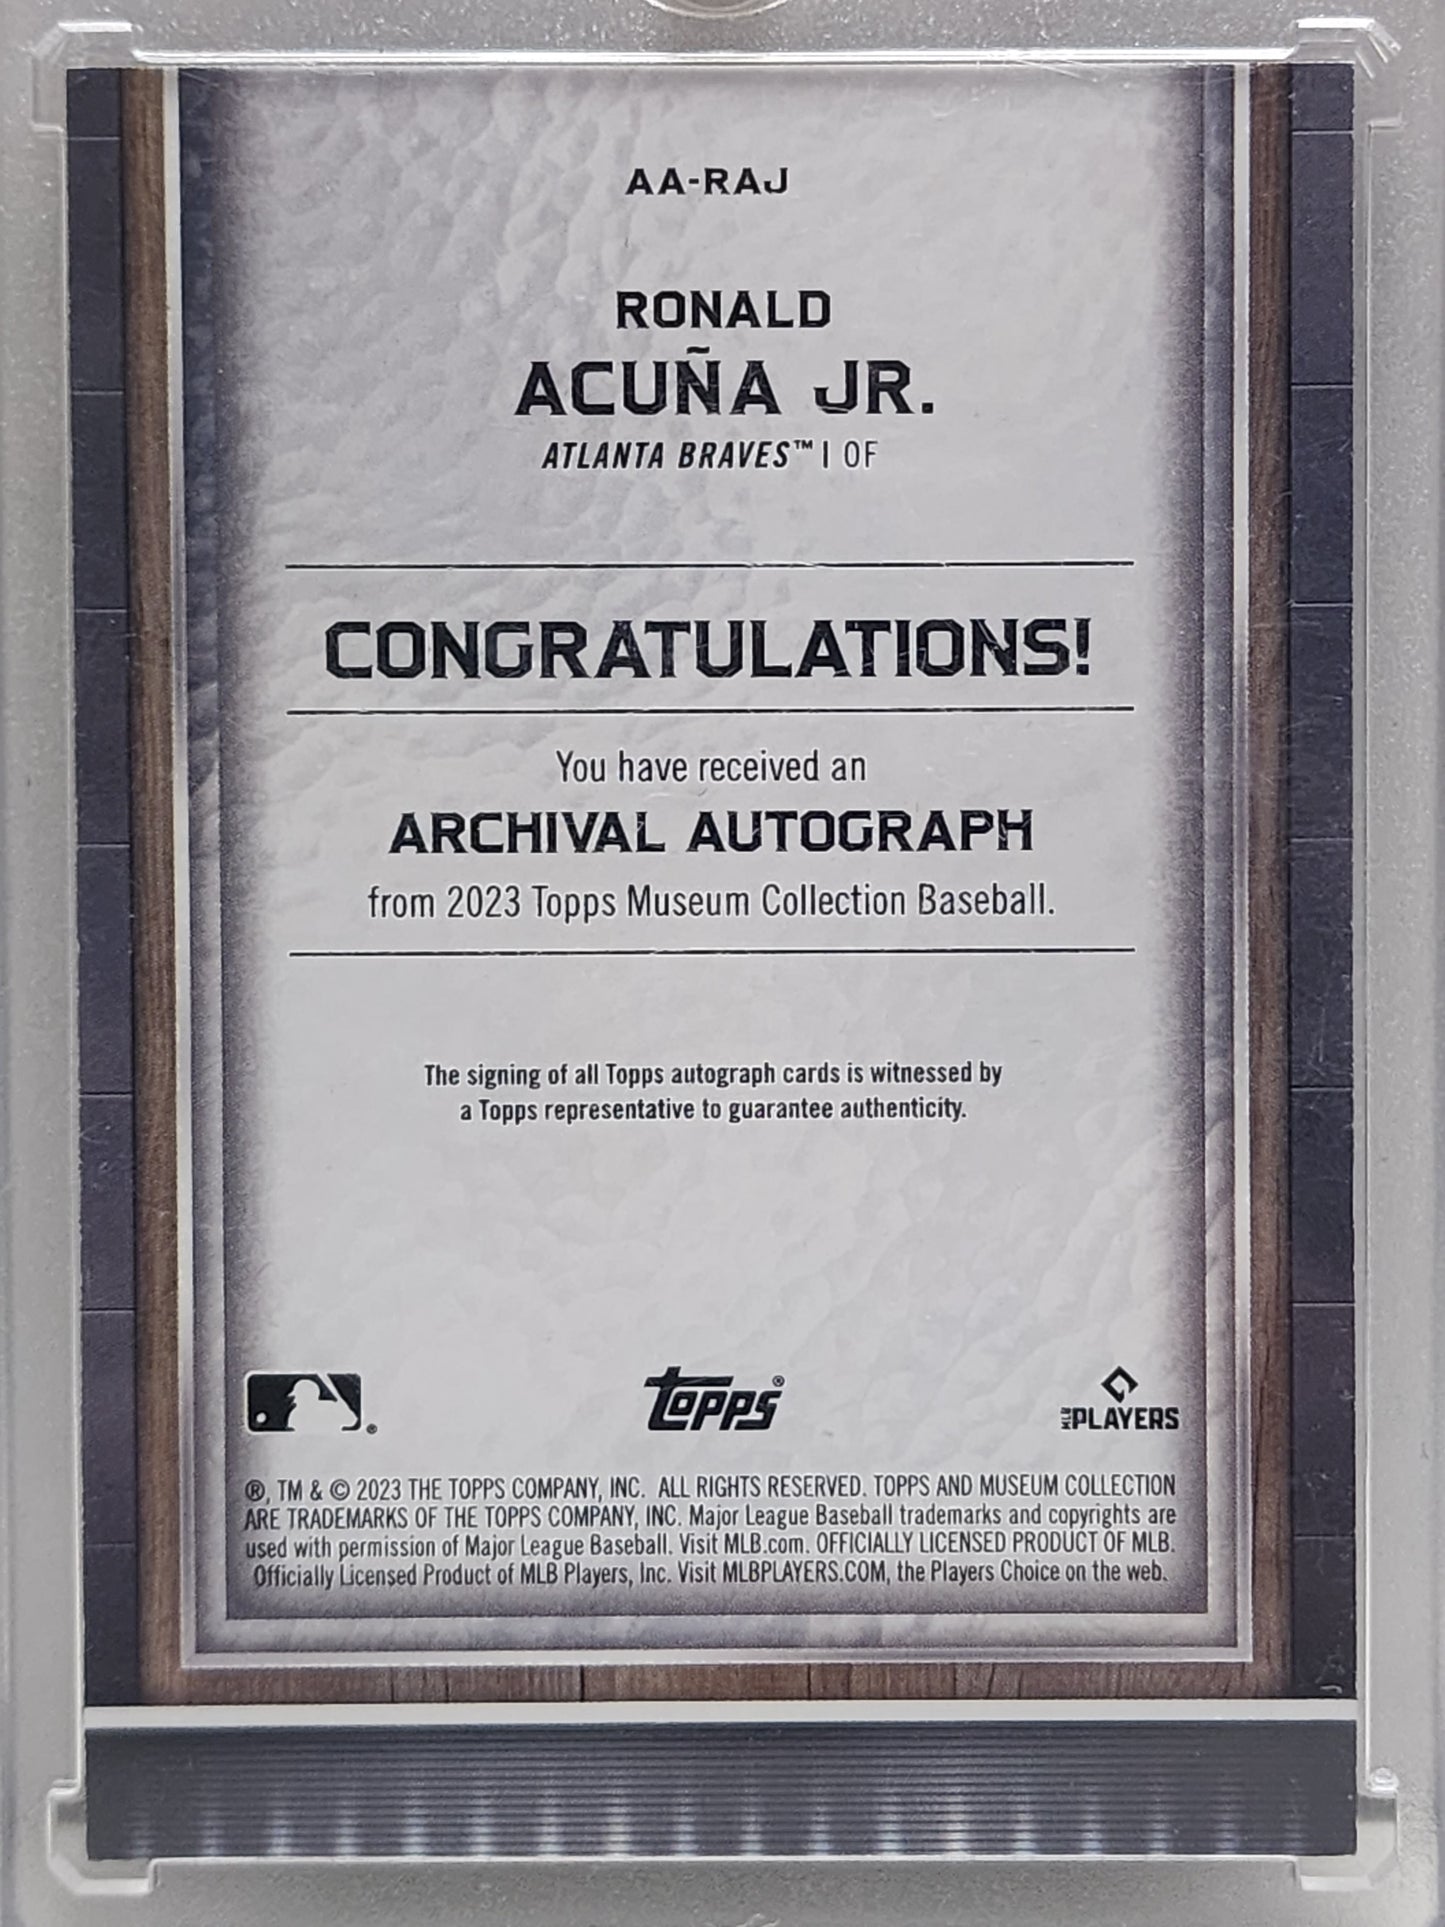 AA-RAJ
RONALD
ACUÑA JR.
ATLANTA BRAVES™ | OF
CONGRATULATIONS!
You have received an
ARCHIVAL AUTOGRAPH
from 2023 Topps Museum Collection Baseball.
The signing of all Topps autograph cards is witnessed by
a Topps representative to guarantee authenticity.
® topps® MLB PLAYERS
®, TM & © 2023 THE TOPPS COMPANY, INC. ALL RIGHTS RESERVED. TOPPS AND MUSEUM COLLECTION
ARE TRADEMARKS OF THE TOPPS COMPANY, INC. Major League Baseball trademarks and copyrights are
used with permission of Major League Baseball. Visit MLB.com. OFFICIALLY LICENSED PRODUCT OF MLB.
Officially Licensed Product of MLB Players, Inc. Visit MLBPLAYERS.COM, the Players Choice on the web.